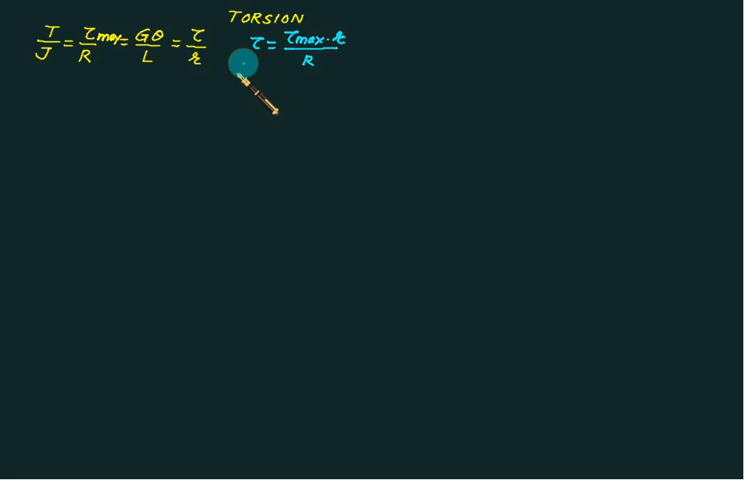 TORSION
T/J = τmax/R = Gθ/L = τ/r
τ = τmax · r/R